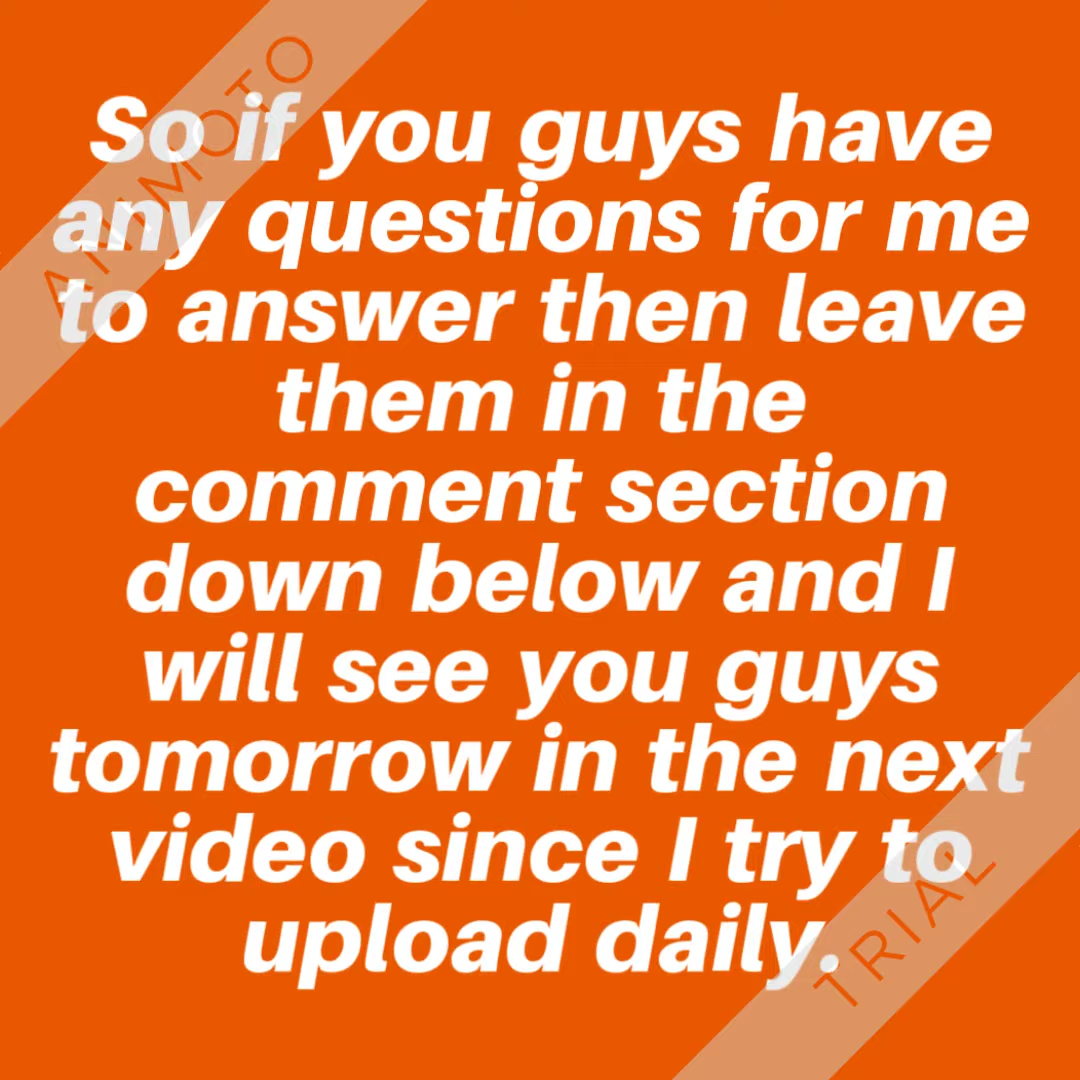 So if you guys have
any questions for me
to answer then leave
them in the
comment section
down below and I
will see you guys
tomorrow in the next
video since I try to
upload daily.
ANIMOTO
TRIAL